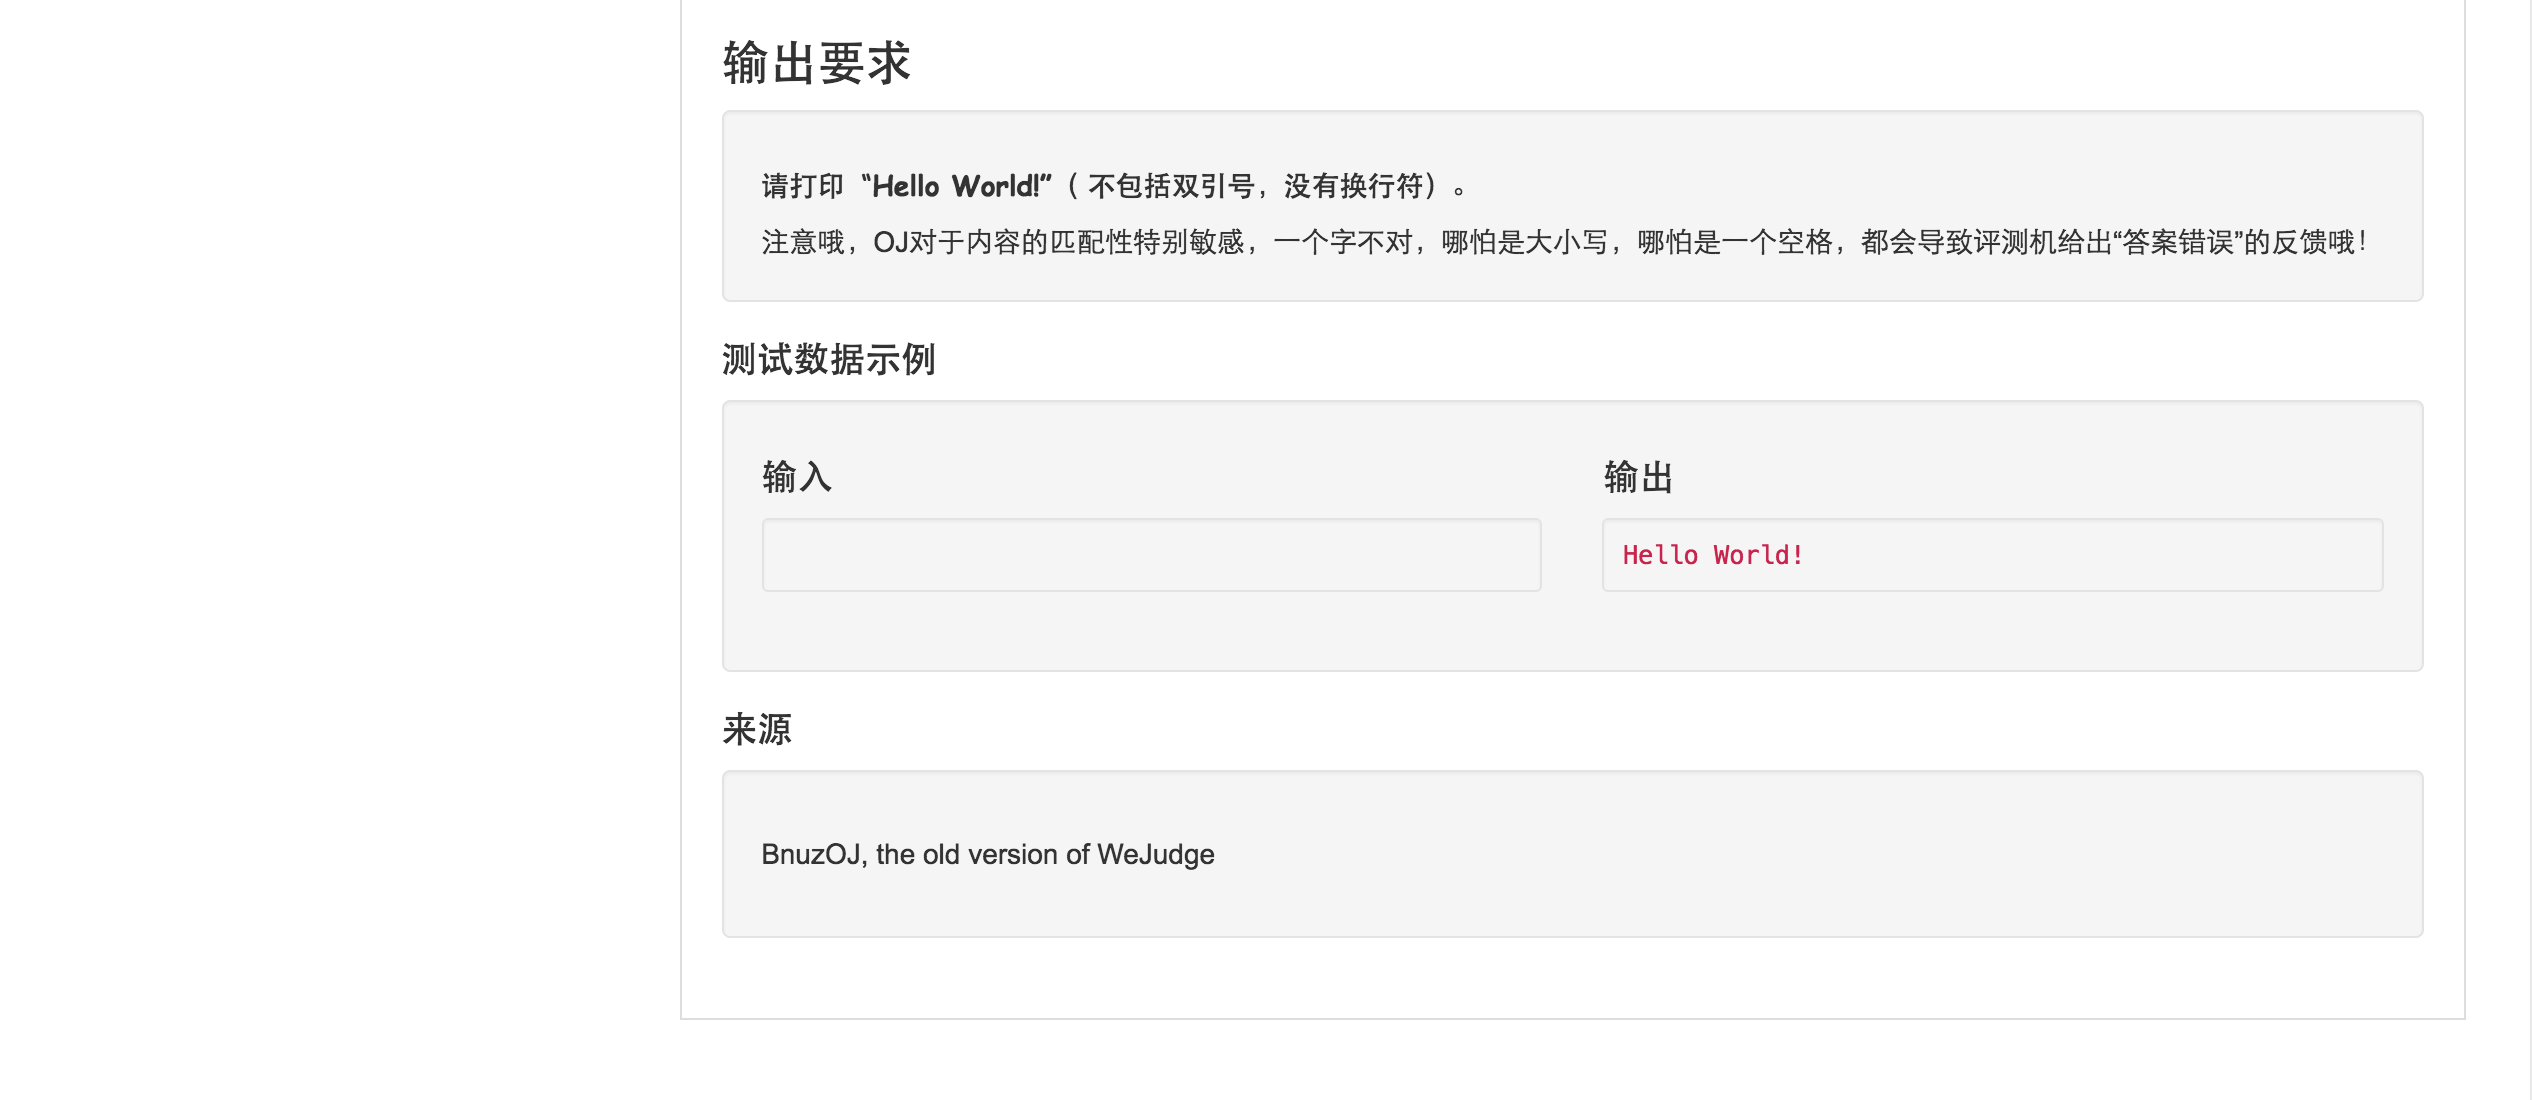 输出要求
请打印“Hello World!”（不包括双引号，没有换行符）。
注意哦，OJ对于内容的匹配性特别敏感，一个字不对，哪怕是大小写，哪怕是一个空格，都会导致评测机给出“答案错误”的反馈哦！
测试数据示例
输入
输出
Hello World!
来源
BnuzOJ, the old version of WeJudge